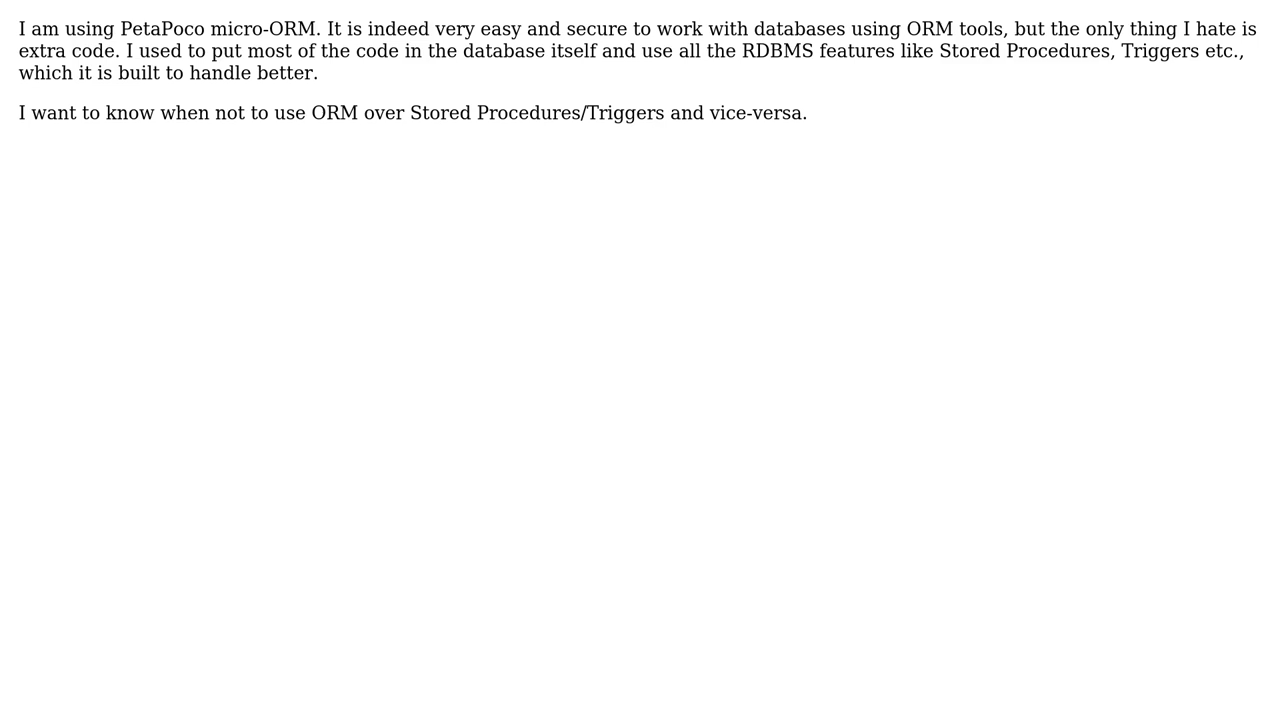 I am using PetaPoco micro-ORM. It is indeed very easy and secure to work with databases using ORM tools, but the only thing I hate is
extra code. I used to put most of the code in the database itself and use all the RDBMS features like Stored Procedures, Triggers etc.,
which it is built to handle better.
I want to know when not to use ORM over Stored Procedures/Triggers and vice-versa.